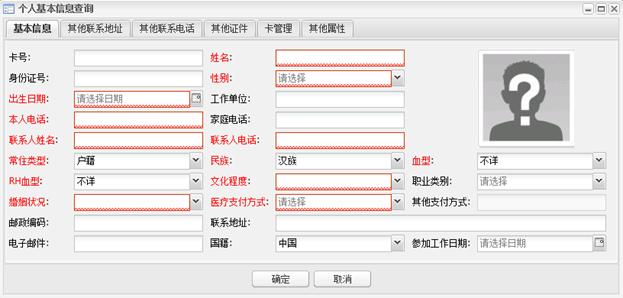 个人基本信息查询
基本信息 其他联系地址 其他联系电话 其他证件 卡管理 其他属性
卡号: 姓名:
身份证号: 性别: 请选择
出生日期: 请选择日期 工作单位:
本人电话: 家庭电话:
联系人姓名: 联系人电话:
常住类型: 户籍 民族: 汉族 血型: 不详
RH血型: 不详 文化程度: 请选择 职业类别: 请选择
婚姻状况: 医疗支付方式: 请选择 其他支付方式:
邮政编码: 联系地址:
电子邮件: 国籍: 中国 参加工作日期: 请选择日期
确定 取消